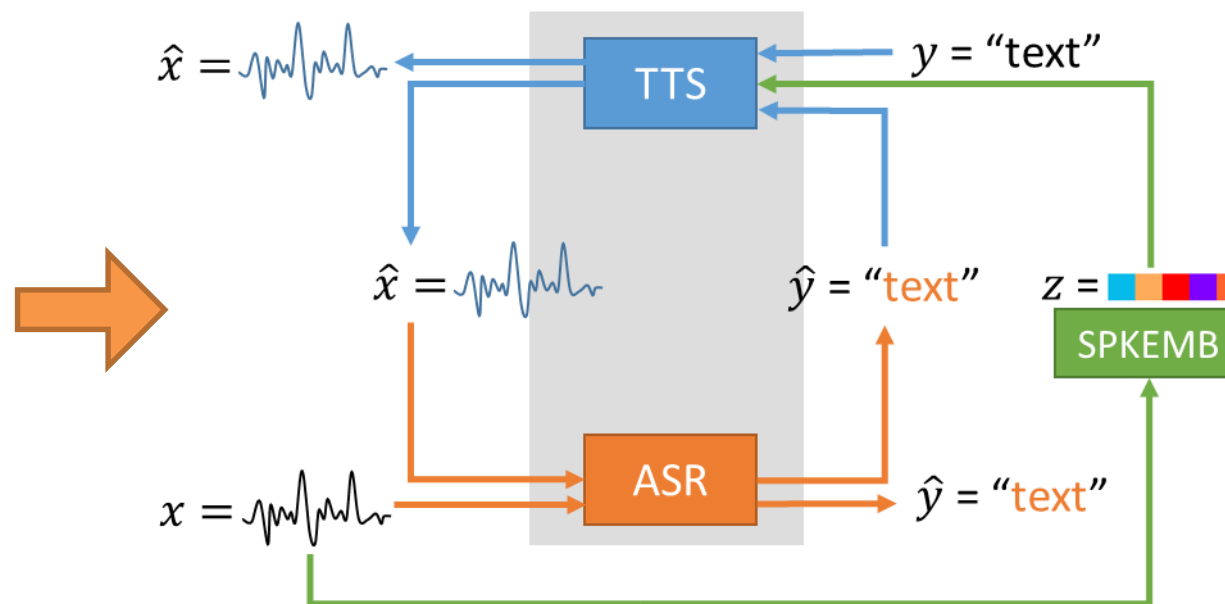 x̂ =
TTS
y = “text”
x̂ =
ŷ = “text”
z =
SPKEMB
x =
ASR
ŷ = “text”